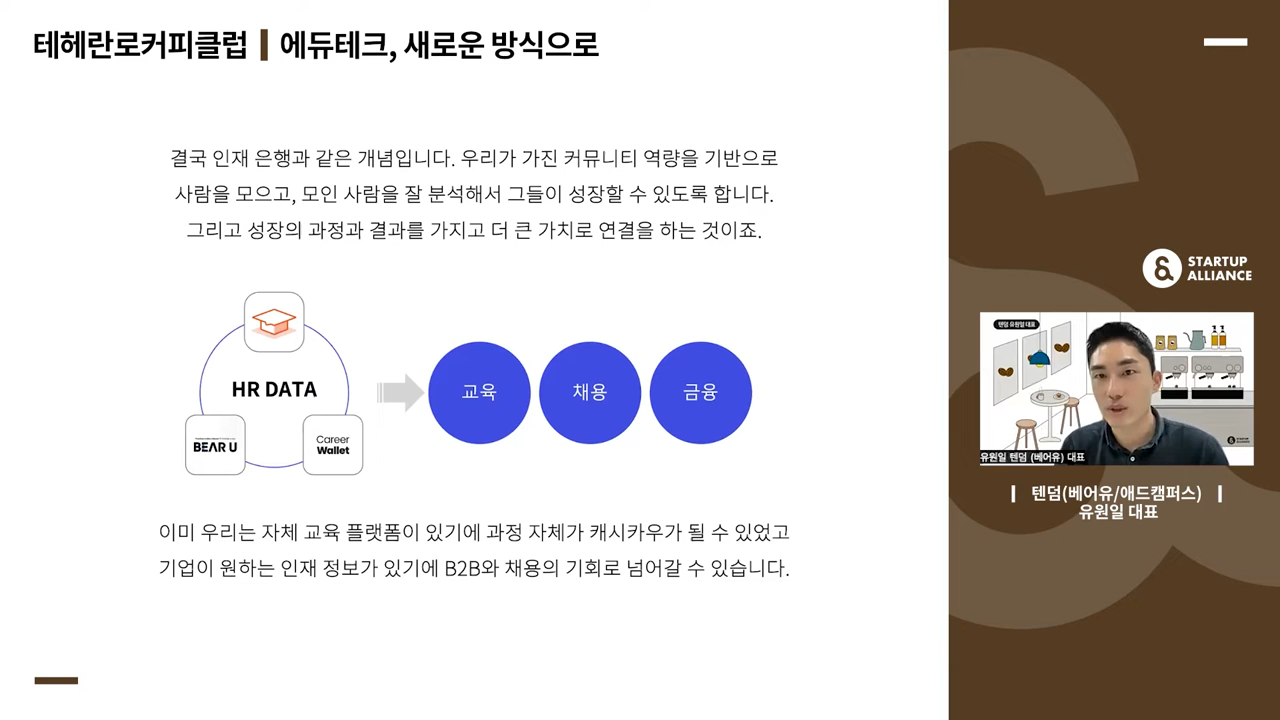 테헤란로커피클럽 | 에듀테크, 새로운 방식으로
결국 인재 은행과 같은 개념입니다. 우리가 가진 커뮤니티 역량을 기반으로
사람을 모으고, 모인 사람을 잘 분석해서 그들이 성장할 수 있도록 합니다.
그리고 성장의 과정과 결과를 가지고 더 큰 가치로 연결을 하는 것이죠.
HR DATA
BEAR U
Career
Wallet
교육
채용
금융
이미 우리는 자체 교육 플랫폼이 있기에 과정 자체가 캐시카우가 될 수 있었고
기업이 원하는 인재 정보가 있기에 B2B와 채용의 기회로 넘어갈 수 있습니다.
STARTUP
ALLIANCE
텐덤 유원일 대표
유원일 텐덤 (베어유) 대표
| 텐덤(베어유/애드캠퍼스) |
유원일 대표